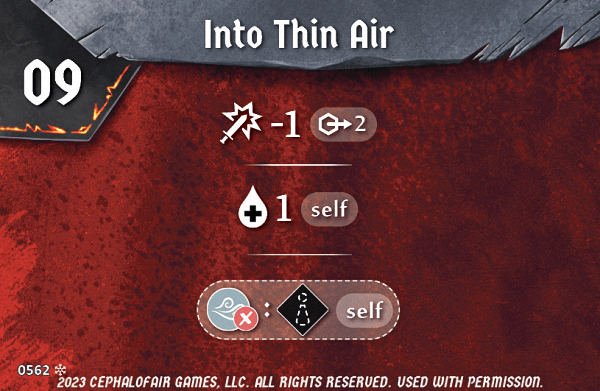 Into Thin Air
09
-1 2
1 self
: self
0562
2023 CEPHALOFAIR GAMES, LLC. ALL RIGHTS RESERVED. USED WITH PERMISSION.